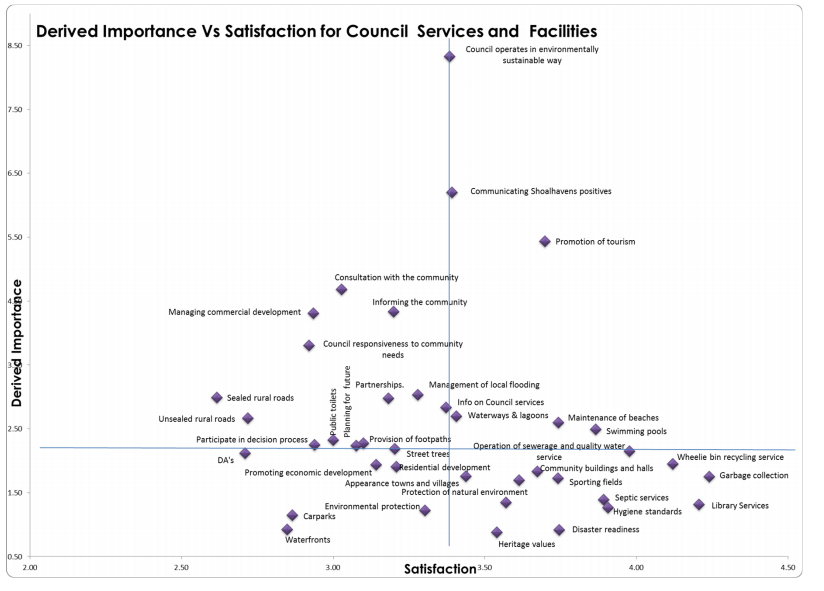 Derived Importance Vs Satisfaction for Council Services and Facilities
8.50
Council operates in environmentally
sustainable way
7.50
6.50
Communicating Shoalhavens positives
5.50
Promotion of tourism
Consultation with the community
Informing the community
Managing commercial development
Council responsiveness to community
needs
Derived Importance
Partnerships.
Management of local flooding
Sealed rural roads
Public toilets
Planning for future
Info on Council services
Unsealed rural roads
Waterways & lagoons
Maintenance of beaches
2.50
Swimming pools
Participate in decision process
Provision of footpaths
Street trees
Operation of sewerage and quality water
service
DA's
Wheelie bin recycling service
Promoting economic development
Residential development
Community buildings and halls
Garbage collection
Appearance towns and villages
Sporting fields
1.50
Protection of natural environment
Septic services
Environmental protection
Hygiene standards
Library Services
Carparks
Disaster readiness
Waterfronts
Heritage values
0.50
2.00
2.50
3.00
Satisfaction
3.50
4.00
4.50